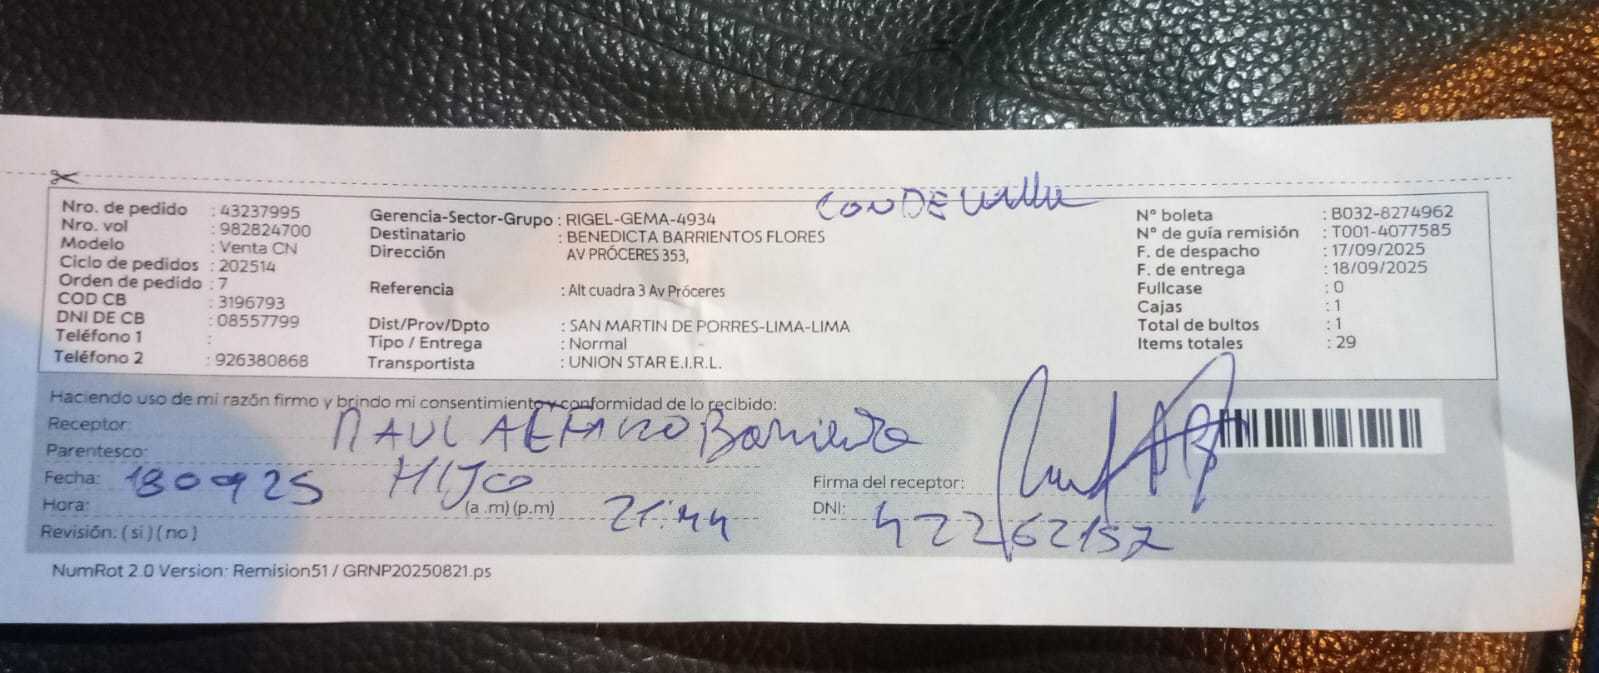 CONDEVILLA
Nro. de pedido : 43237995
Nro. vol : 982824700
Modelo : Venta CN
Ciclo de pedidos : 202514
Orden de pedido : 7
COD CB : 3196793
DNI DE CB : 08557799
Teléfono 1 :
Teléfono 2 : 926380868
Gerencia-Sector-Grupo : RIGEL-GEMA-4934
Destinatario : BENEDICTA BARRIENTOS FLORES
Dirección AV PRÓCERES 353,
Referencia : Alt cuadra 3 Av Próceres
Dist/Prov/Dpto : SAN MARTIN DE PORRES-LIMA-LIMA
Tipo / Entrega : Normal
Transportista : UNION STAR E.I.R.L.
N° boleta : B032-8274962
N° de guía remisión : T001-4077585
F. de despacho : 17/09/2025
F. de entrega : 18/09/2025
Fullcase : 0
Cajas : 1
Total de bultos : 1
Items totales : 29
Haciendo uso de mi razón firmo y brindo mi consentimiento y conformidad de lo recibido:
Receptor:
Parentesco: HIJO
Fecha: 180925
Hora: (a .m) (p.m) 21:44
Revisión: ( si ) ( no )
Firma del receptor:
DNI: 42262157
NumRot 2.0 Version: Remision51 / GRNP20250821.ps